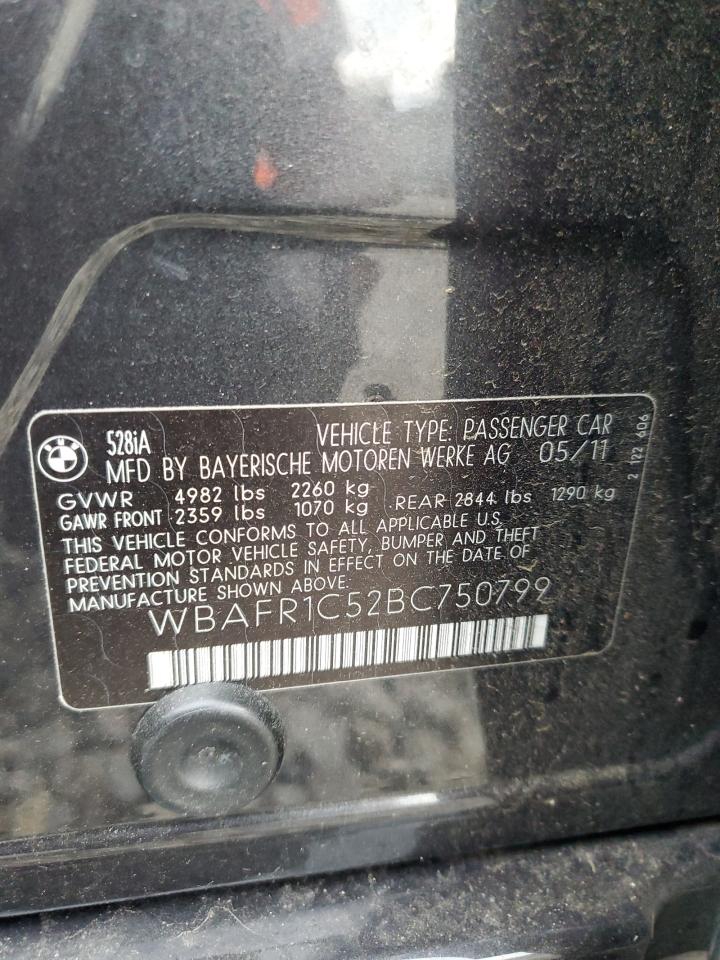 BMW
528iA
VEHICLE TYPE: PASSENGER CAR
MFD BY BAYERISCHE MOTOREN WERKE AG 05/11
GVWR 4982 lbs 2260 kg
GAWR FRONT 2359 lbs 1070 kg REAR 2844 lbs 1290 kg
THIS VEHICLE CONFORMS TO ALL APPLICABLE U.S.
FEDERAL MOTOR VEHICLE SAFETY, BUMPER AND THEFT
PREVENTION STANDARDS IN EFFECT ON THE DATE OF
MANUFACTURE SHOWN ABOVE.
WBAFR1C52BC750799
2 122 606